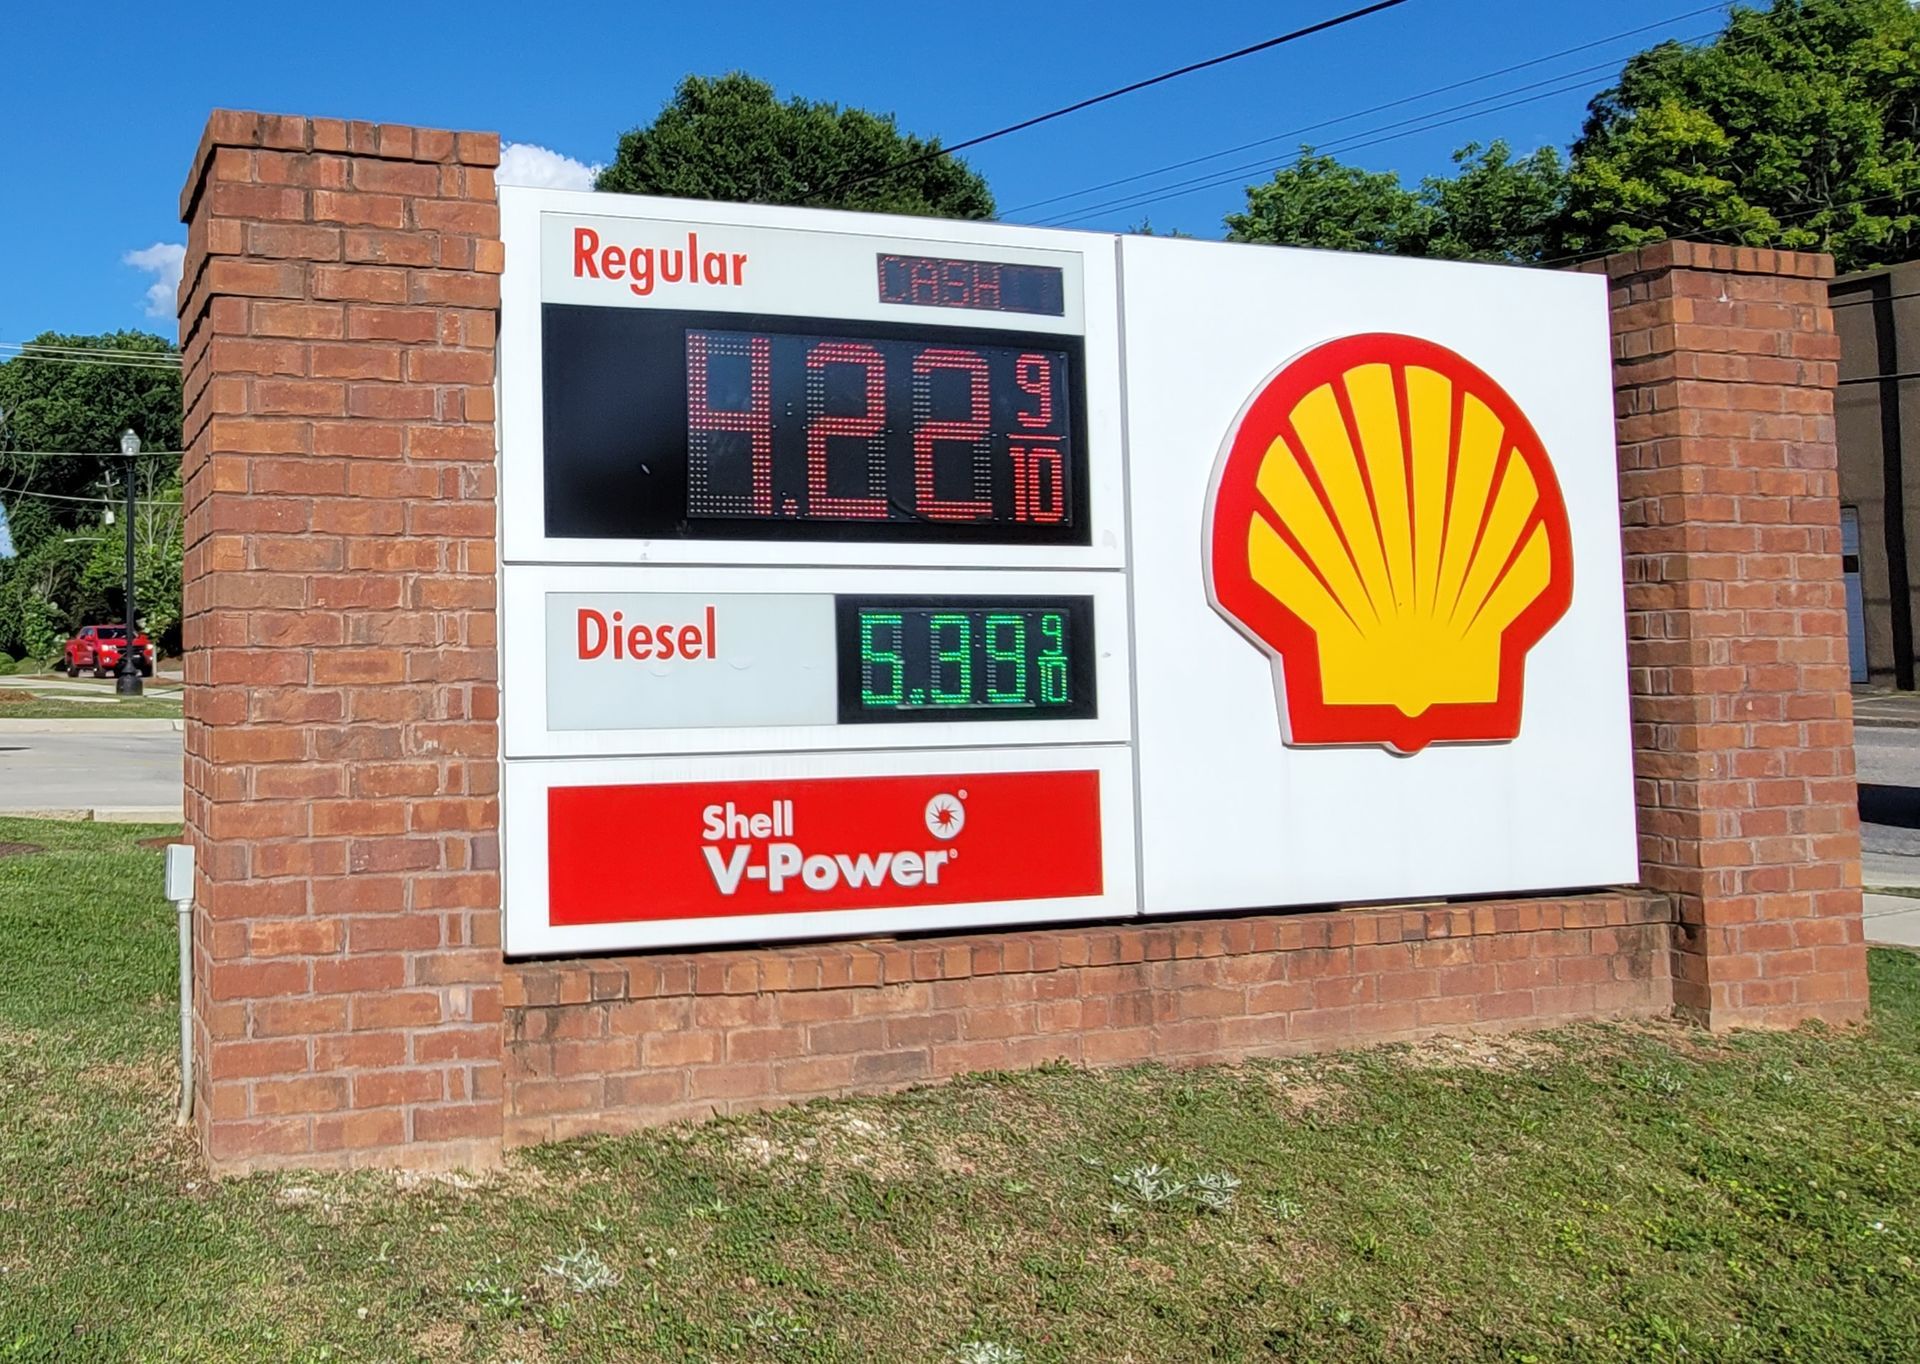 Regular CASH
4.22 9/10
Diesel 5.39 9/10
Shell
V-Power